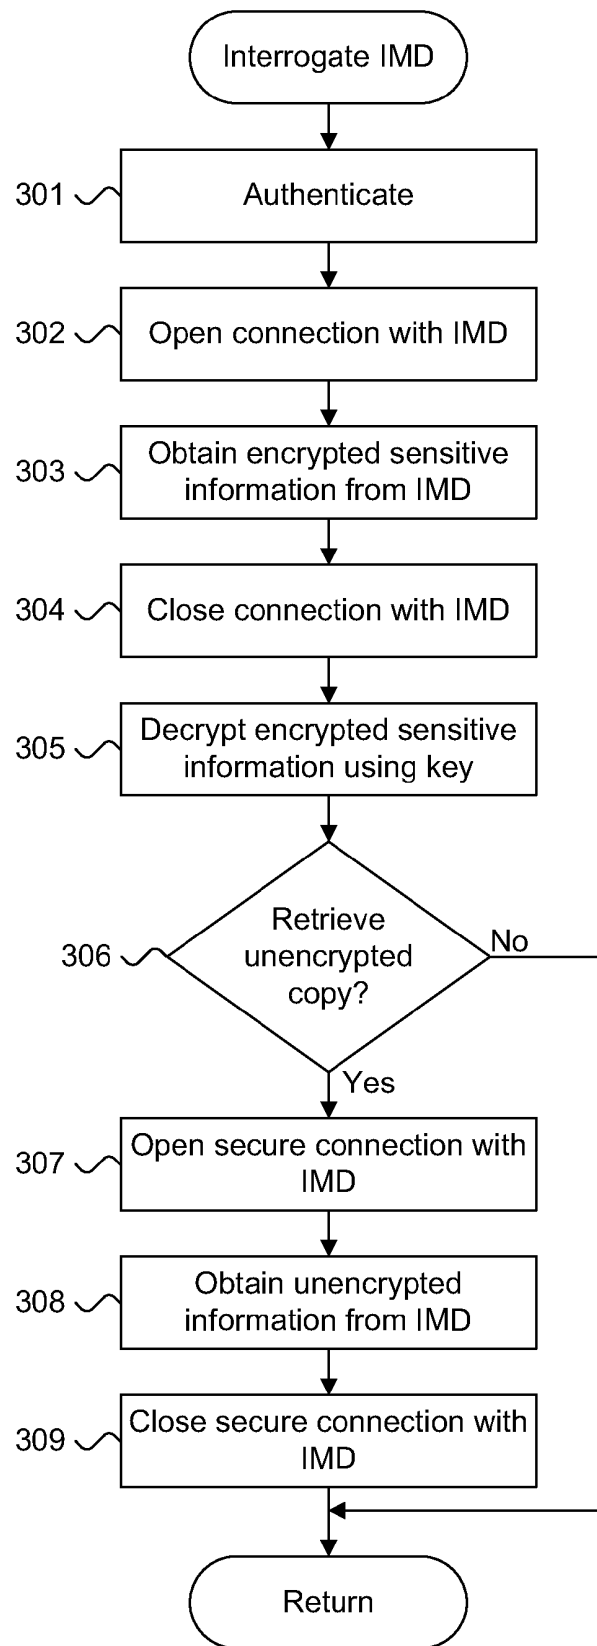 Interrogate IMD
301
Authenticate
302
Open connection with IMD
303
Obtain encrypted sensitive
information from IMD
304
Close connection with IMD
305
Decrypt encrypted sensitive
information using key
306
Retrieve
unencrypted
copy?
No
Yes
307
Open secure connection with
IMD
308
Obtain unencrypted
information from IMD
309
Close secure connection with
IMD
Return